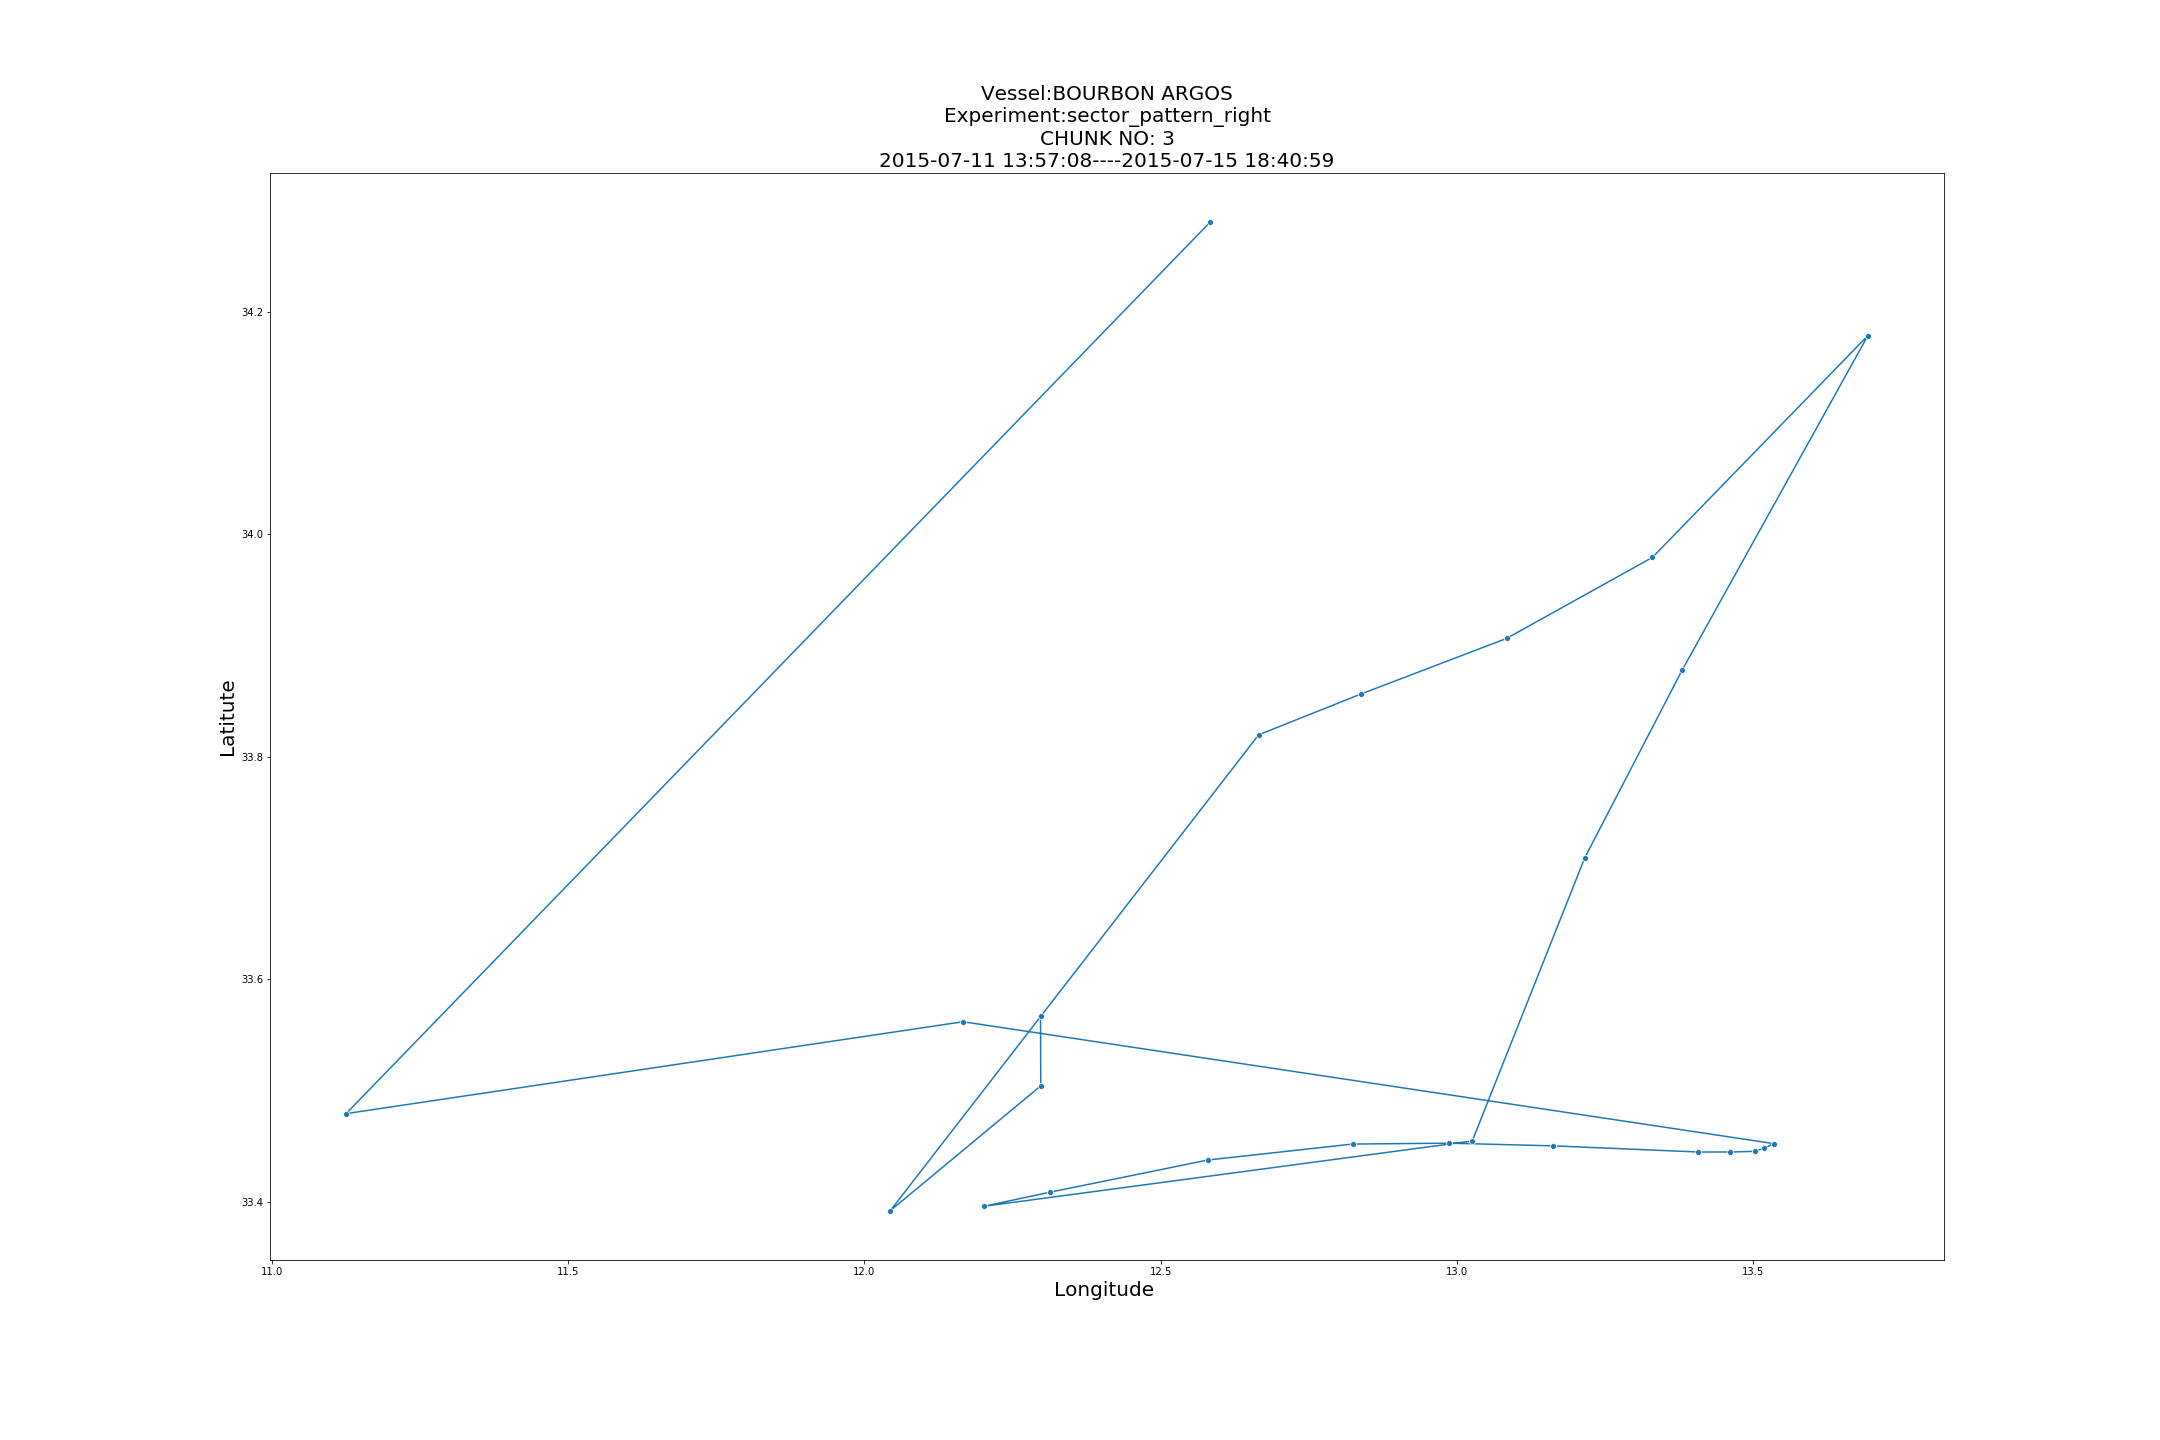 Vessel:BOURBON ARGOS
Experiment:sector_pattern_right
CHUNK NO: 3
2015-07-11 13:57:08----2015-07-15 18:40:59
34.2
34.0
33.8
33.6
33.4
Latitute
11.0 11.5 12.0 12.5 13.0 13.5
Longitude